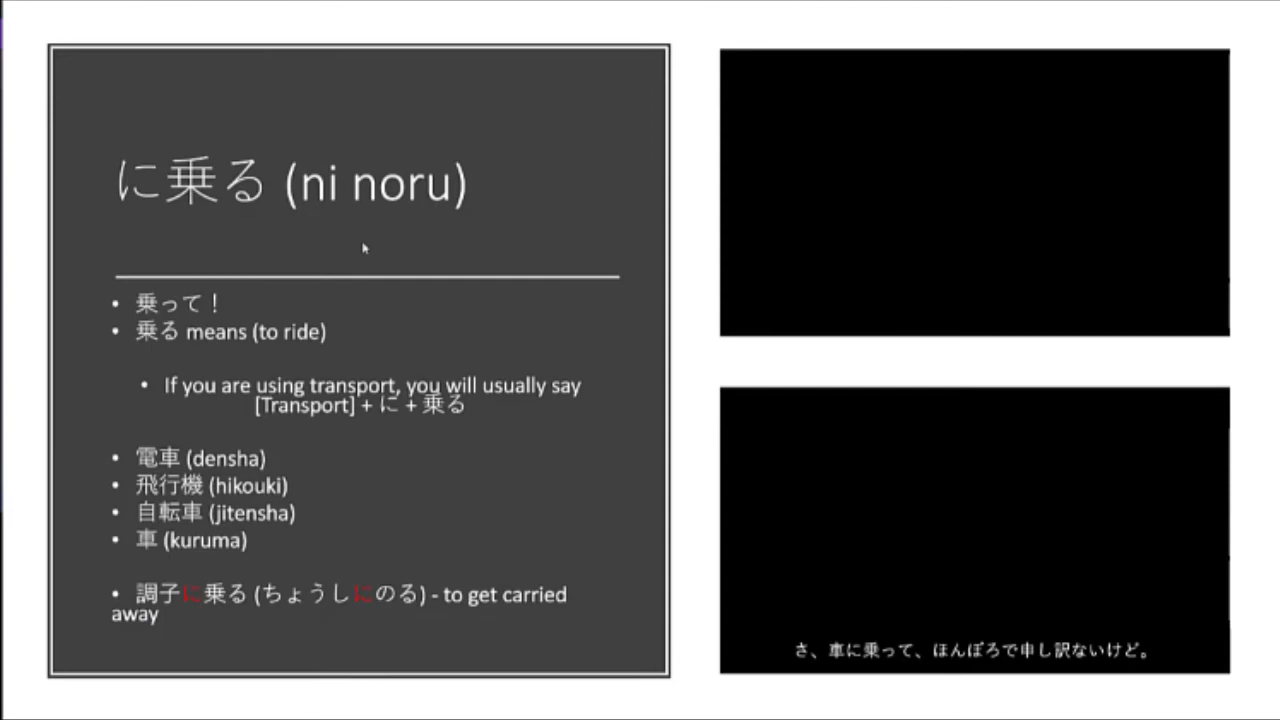 に乗る (ni noru)
• 乗って！
• 乗る means (to ride)
• If you are using transport, you will usually say
[Transport] + に + 乗る
• 電車 (densha)
• 飛行機 (hikouki)
• 自転車 (jitensha)
• 車 (kuruma)
• 調子に乗る (ちょうしにのる) - to get carried
away
さ、車に乗って、ほんぽろで申し訳ないけど。